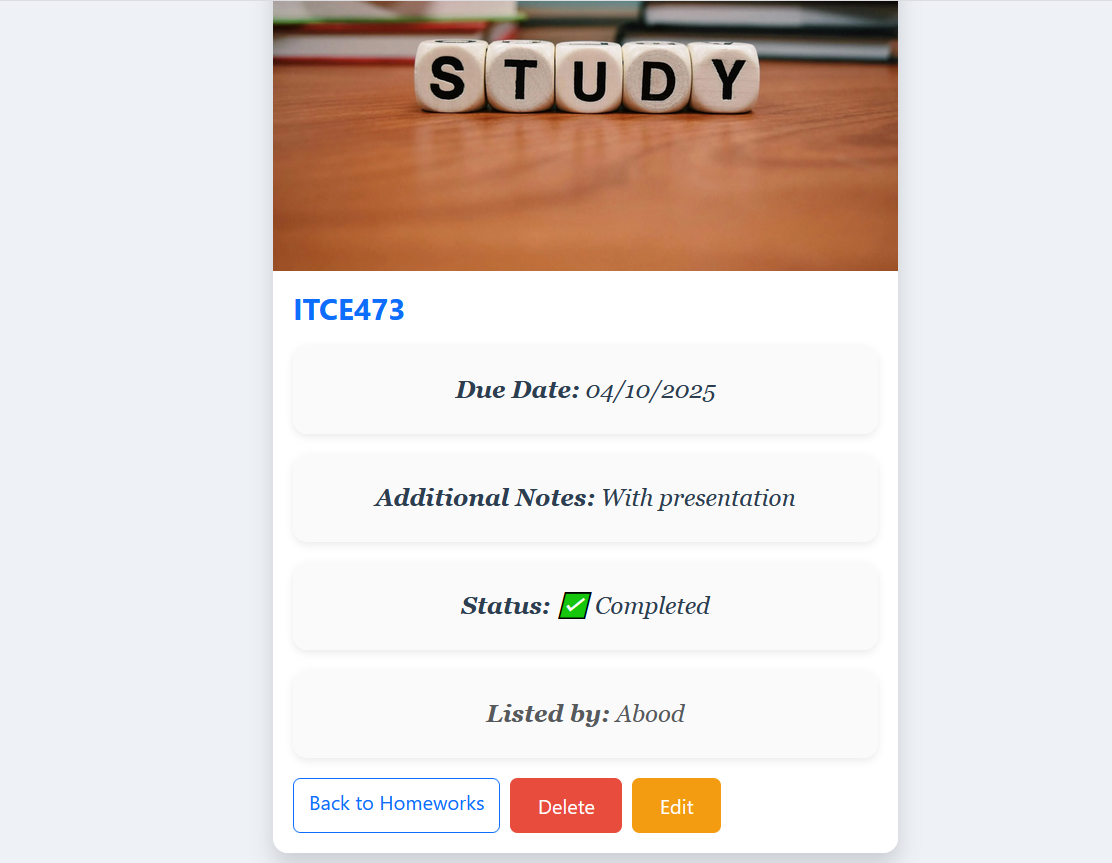 STUDY
ITCE473
Due Date: 04/10/2025
Additional Notes: With presentation
Status: ✅ Completed
Listed by: Abood
Back to Homeworks
Delete
Edit